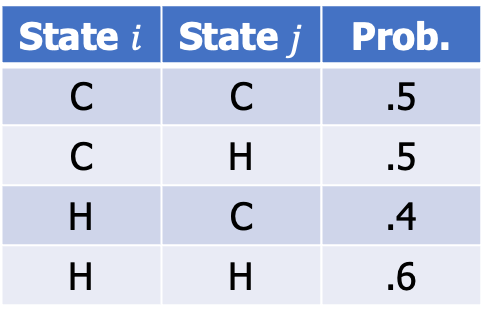 State i State j Prob.
C C .5
C H .5
H C .4
H H .6